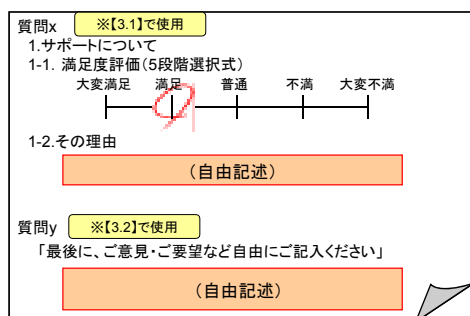 質問x ※【3.1】で使用
1.サポートについて
1-1. 満足度評価(5段階選択式)
大変満足 満足 普通 不満 大変不満
1-2.その理由
(自由記述)
質問y ※【3.2】で使用
「最後に、ご意見・ご要望など自由にご記入ください」
(自由記述)